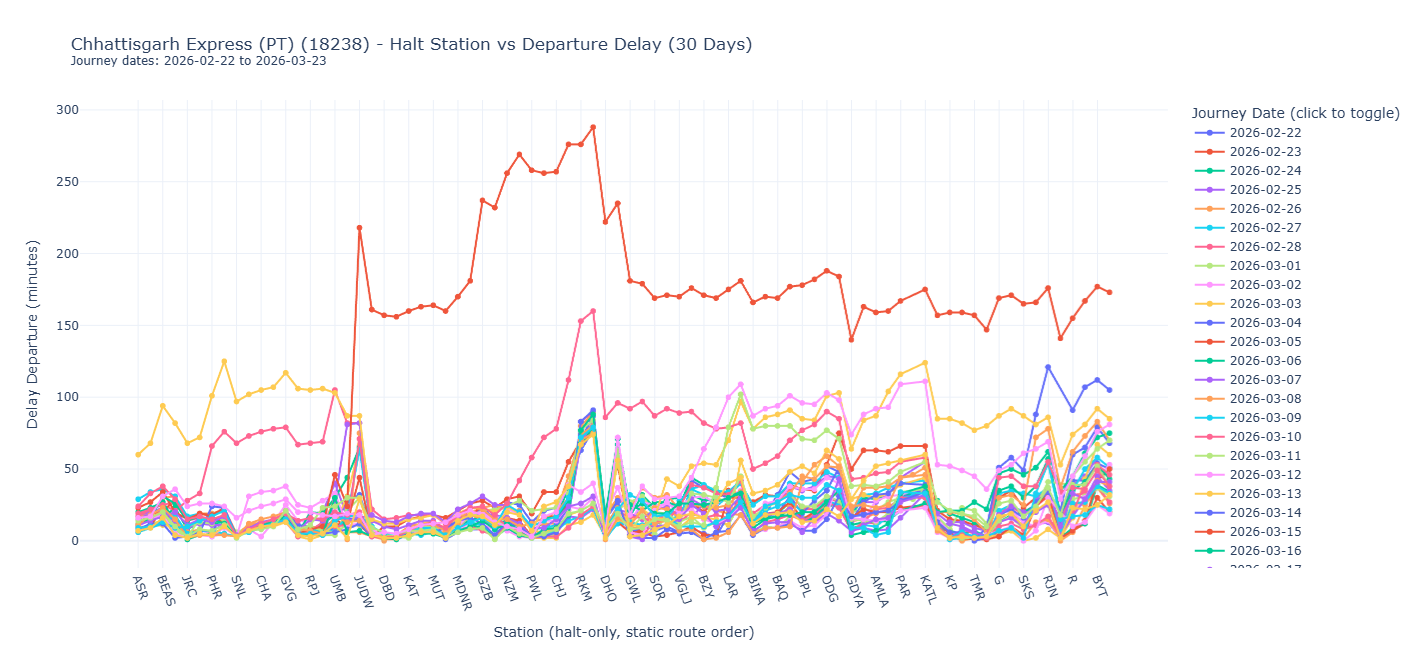 Chhattisgarh Express (PT) (18238) - Halt Station vs Departure Delay (30 Days)
Journey dates: 2026-02-22 to 2026-03-23
Journey Date (click to toggle)
2026-02-22
2026-02-23
2026-02-24
2026-02-25
2026-02-26
2026-02-27
2026-02-28
2026-03-01
2026-03-02
2026-03-03
2026-03-04
2026-03-05
2026-03-06
2026-03-07
2026-03-08
2026-03-09
2026-03-10
2026-03-11
2026-03-12
2026-03-13
2026-03-14
2026-03-15
2026-03-16
Delay Departure (minutes)
300
250
200
150
100
50
0
ASR
BEAS
JRC
PHR
SNL
CHA
GVG
RPJ
UMB
JUDW
DBD
KAT
MUT
MDNR
GZB
NZM
PWL
CHJ
RKM
DHO
GWL
SOR
VGLJ
BZY
LAR
BINA
BAQ
BPL
ODG
GDYA
AMLA
PAR
KATL
KP
TMR
G
SKS
RJN
R
BYT
Station (halt-only, static route order)